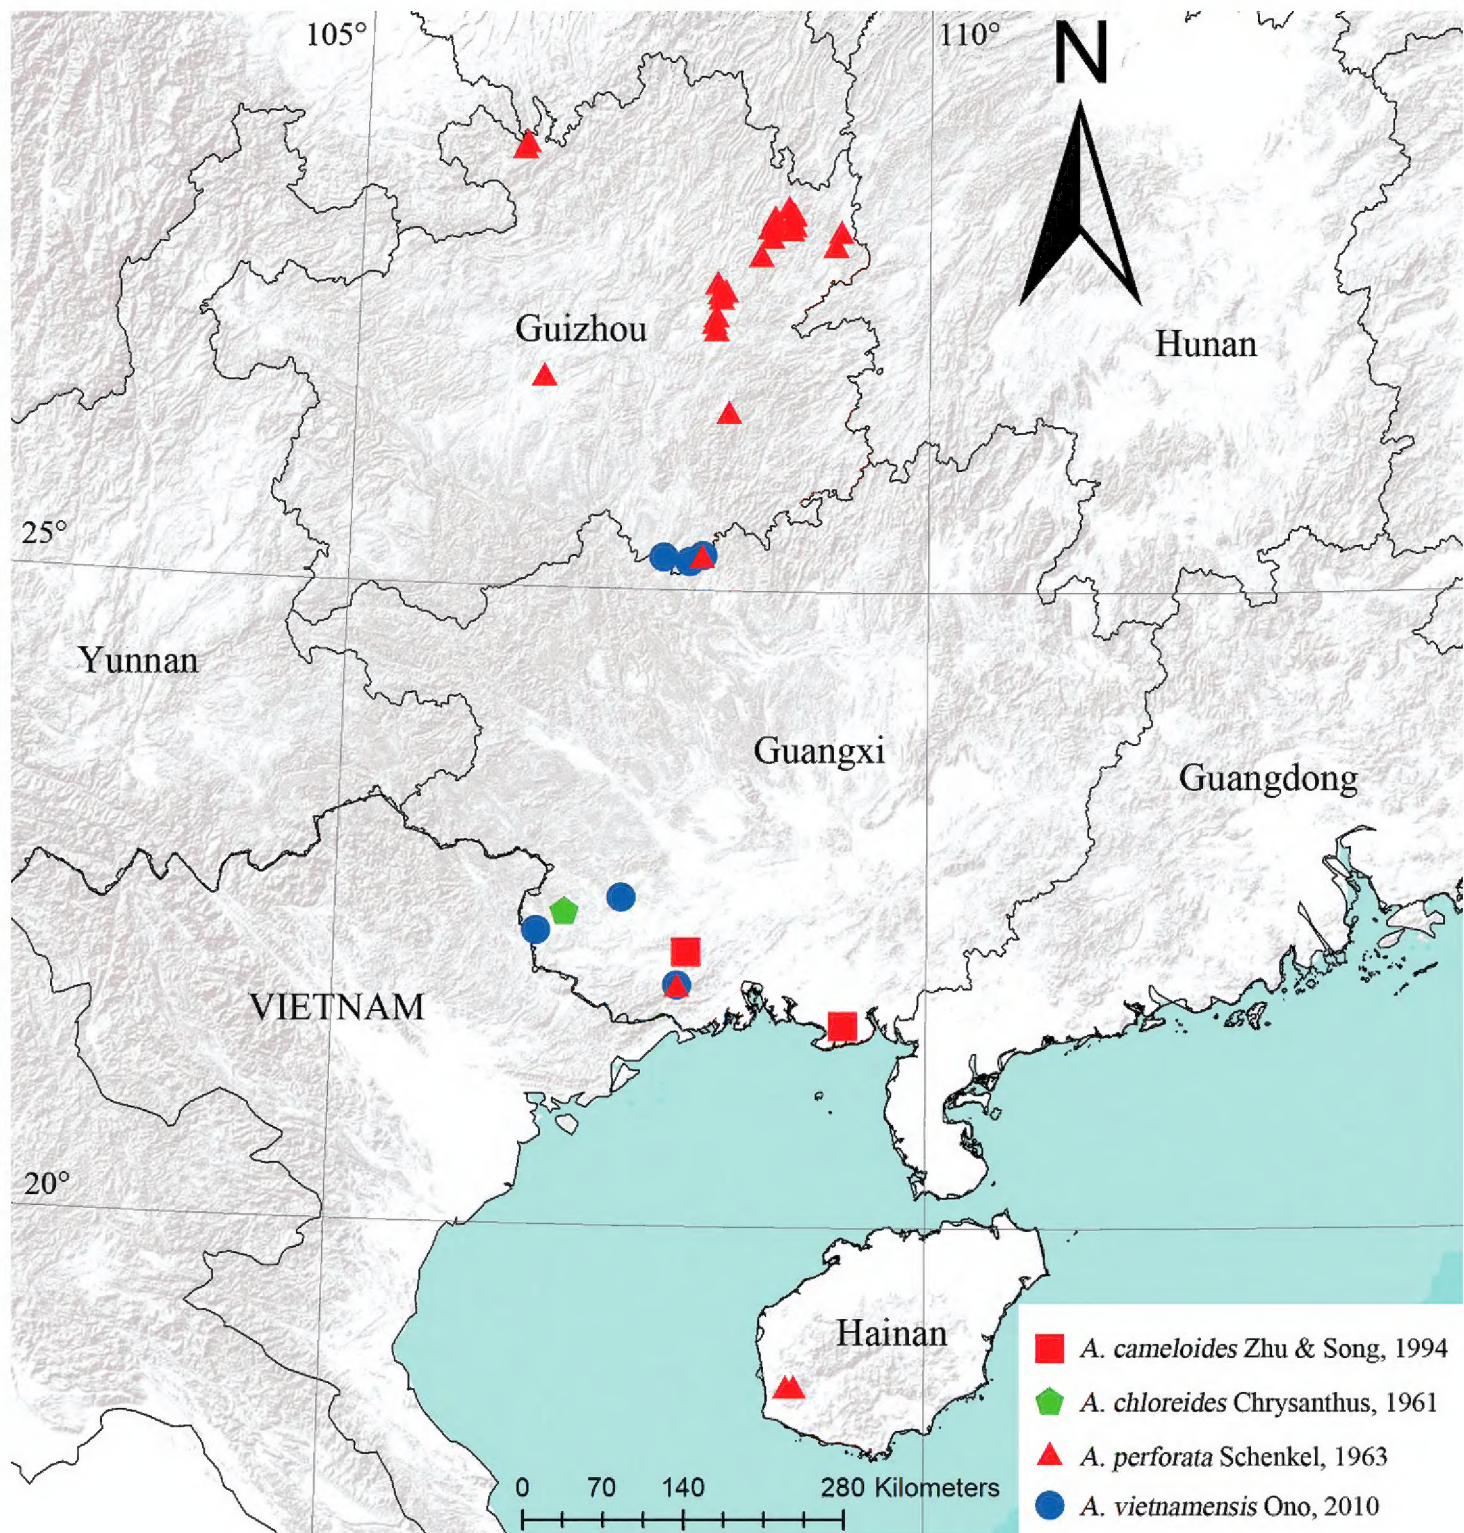 105°
110°
N
Guizhou
Hunan
25°
Yunnan
Guangxi
Guangdong
VIETNAM
20°
Hainan
A. cameloides Zhu & Song, 1994
A. chloreides Chrysanthus, 1961
A. perforata Schenkel, 1963
A. vietnamensis Ono, 2010
0 70 140 280 Kilometers